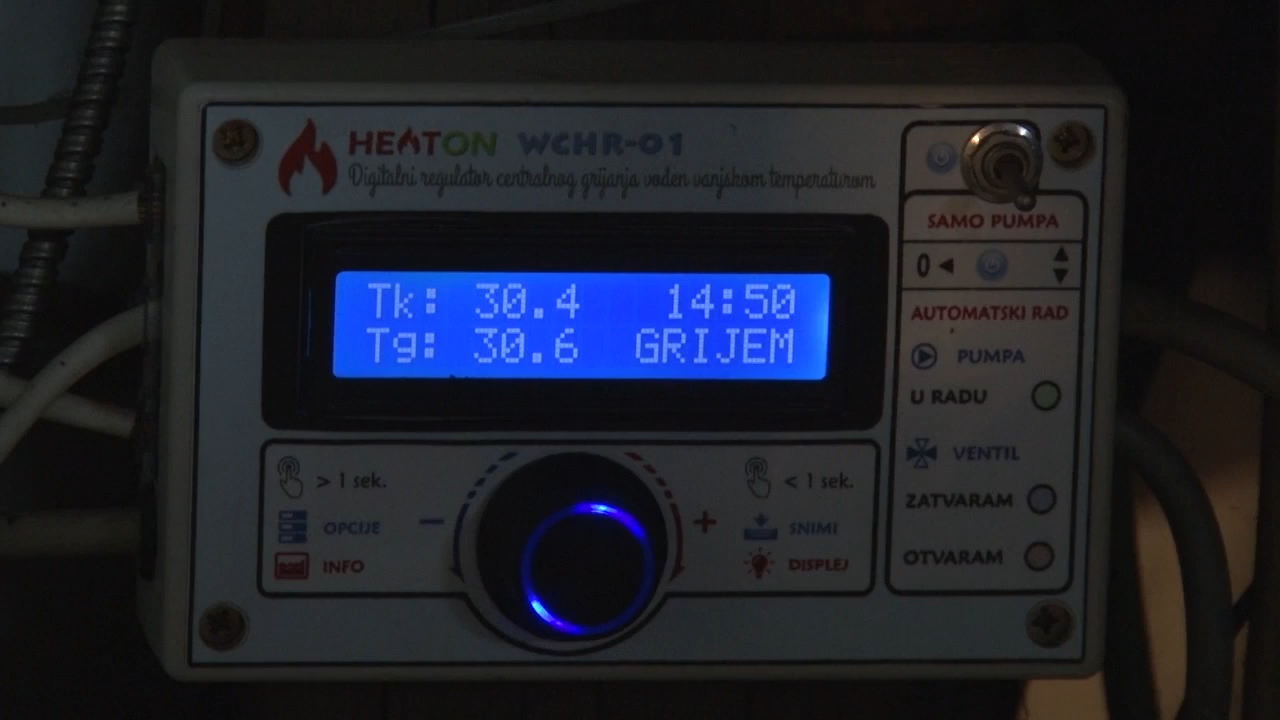 HEATON WCHR-01
Digitalni regulator centralnog grijanja vođen vanjskom temperaturom
Tk: 30.4 14:50
Tg: 30.6 GRIJEM
> 1 sek.
OPCIJE
INFO
− +
< 1 sek.
SNIMI
DISPLEJ
SAMO PUMPA
0
AUTOMATSKI RAD
PUMPA
U RADU
VENTIL
ZATVARAM
OTVARAM